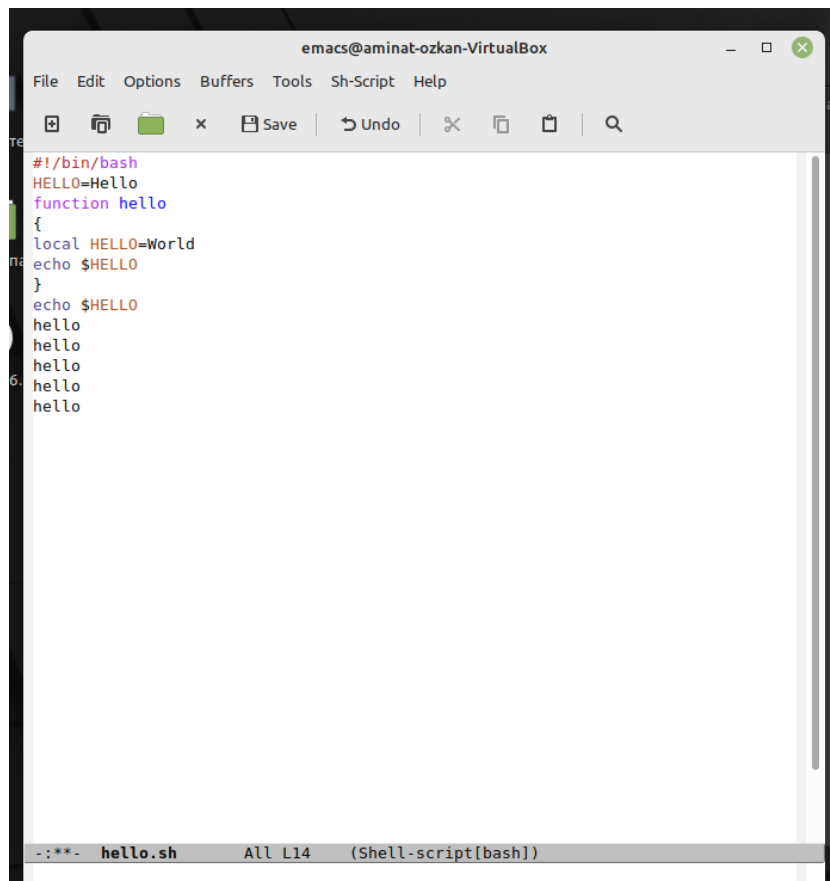 emacs@aminat-ozkan-VirtualBox
File Edit Options Buffers Tools Sh-Script Help
Save Undo
#!/bin/bash
HELLO=Hello
function hello
{
local HELLO=World
echo $HELLO
}
echo $HELLO
hello
hello
hello
hello
hello
-:**- hello.sh All L14 (Shell-script[bash])